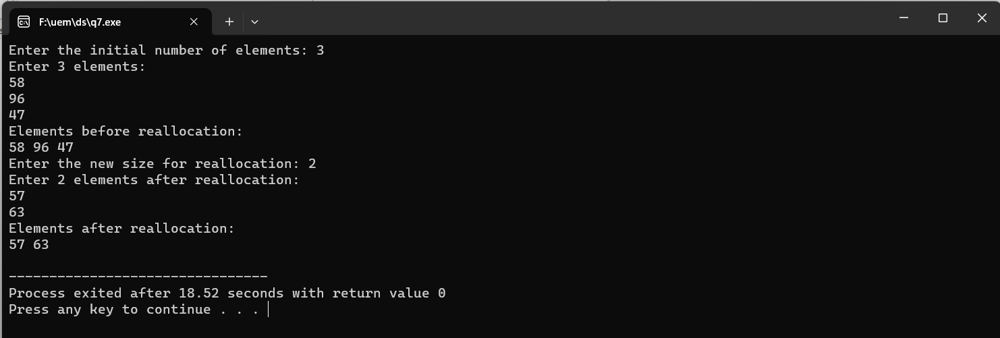 F:\uem\ds\q7.exe
Enter the initial number of elements: 3
Enter 3 elements:
58
96
47
Elements before reallocation:
58 96 47
Enter the new size for reallocation: 2
Enter 2 elements after reallocation:
57
63
Elements after reallocation:
57 63
--------------------------------
Process exited after 18.52 seconds with return value 0
Press any key to continue . . .